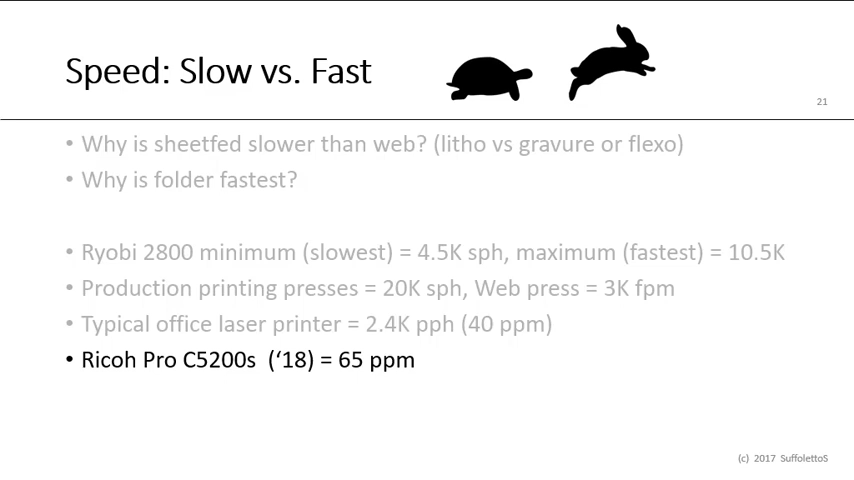 Speed: Slow vs. Fast
21
• Why is sheetfed slower than web? (litho vs gravure or flexo)
• Why is folder fastest?
• Ryobi 2800 minimum (slowest) = 4.5K sph, maximum (fastest) = 10.5K
• Production printing presses = 20K sph, Web press = 3K fpm
• Typical office laser printer = 2.4K pph (40 ppm)
• Ricoh Pro C5200s (‘18) = 65 ppm
(c) 2017 SuffolettoS